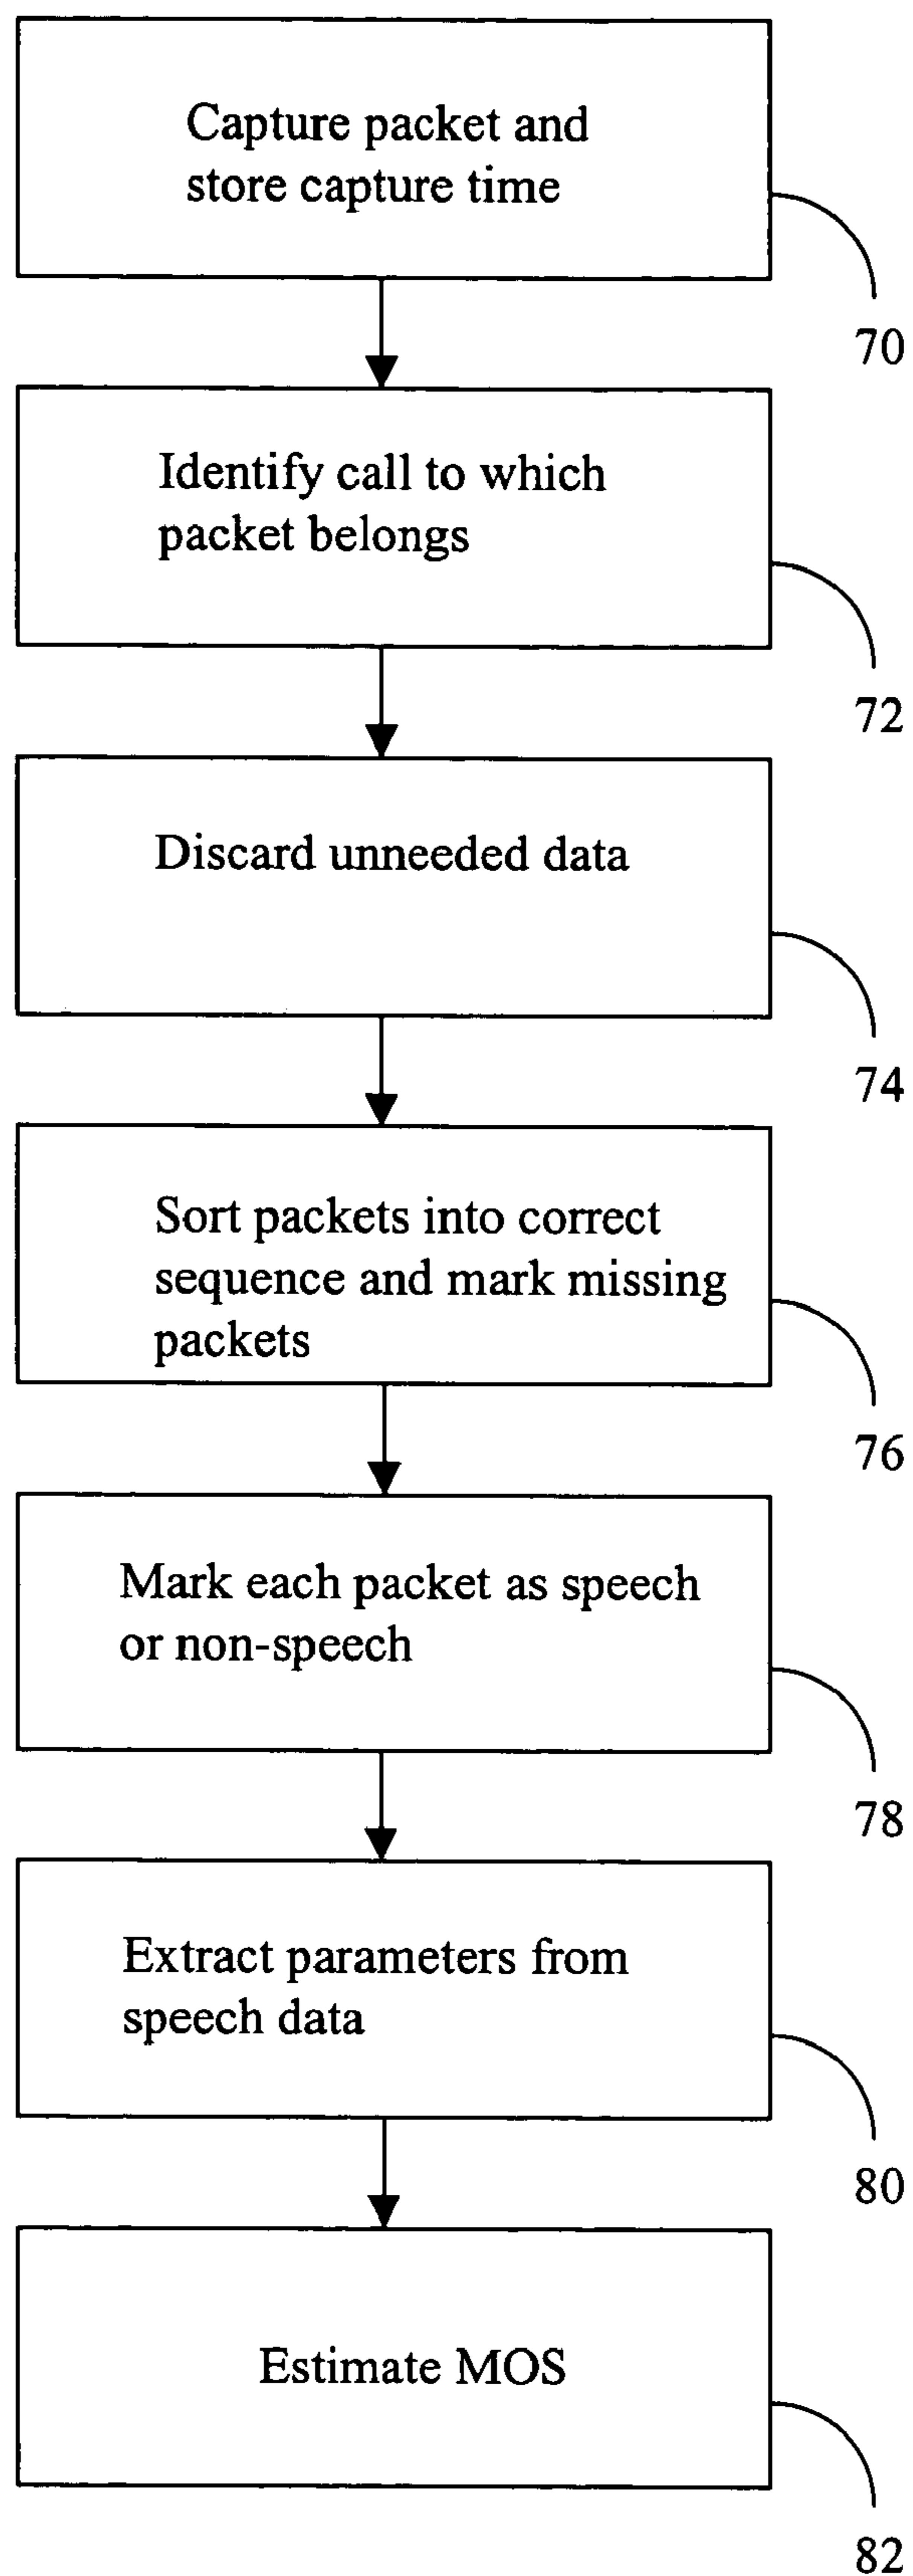 Capture packet and
store capture time
70
Identify call to which
packet belongs
72
Discard unneeded data
74
Sort packets into correct
sequence and mark missing
packets
76
Mark each packet as speech
or non-speech
78
Extract parameters from
speech data
80
Estimate MOS
82